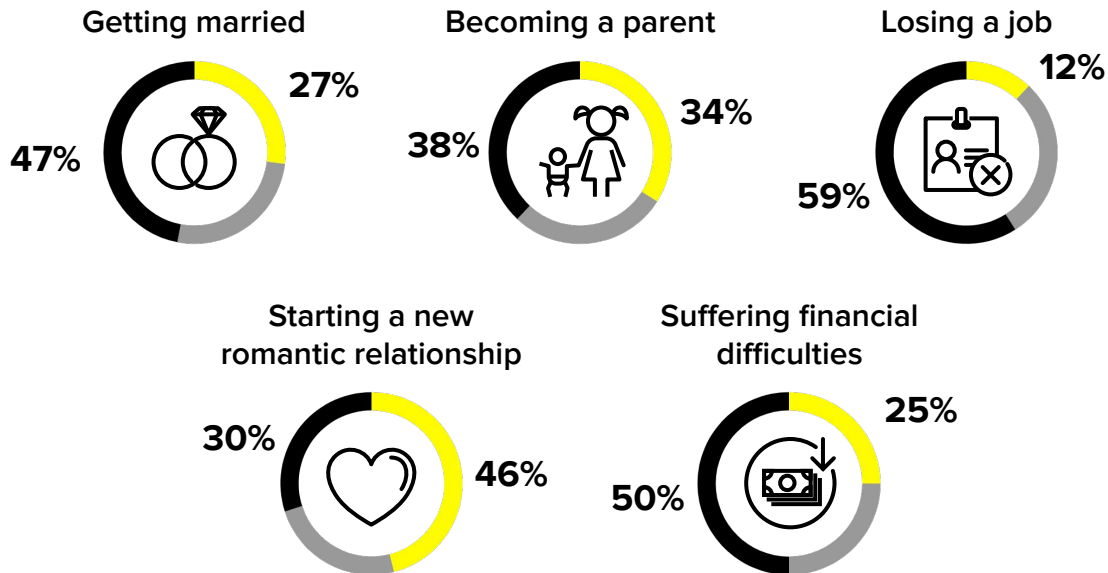 Getting married
27%
47%
Becoming a parent
34%
38%
Losing a job
12%
59%
Starting a new
romantic relationship
30%
46%
Suffering financial
difficulties
25%
50%